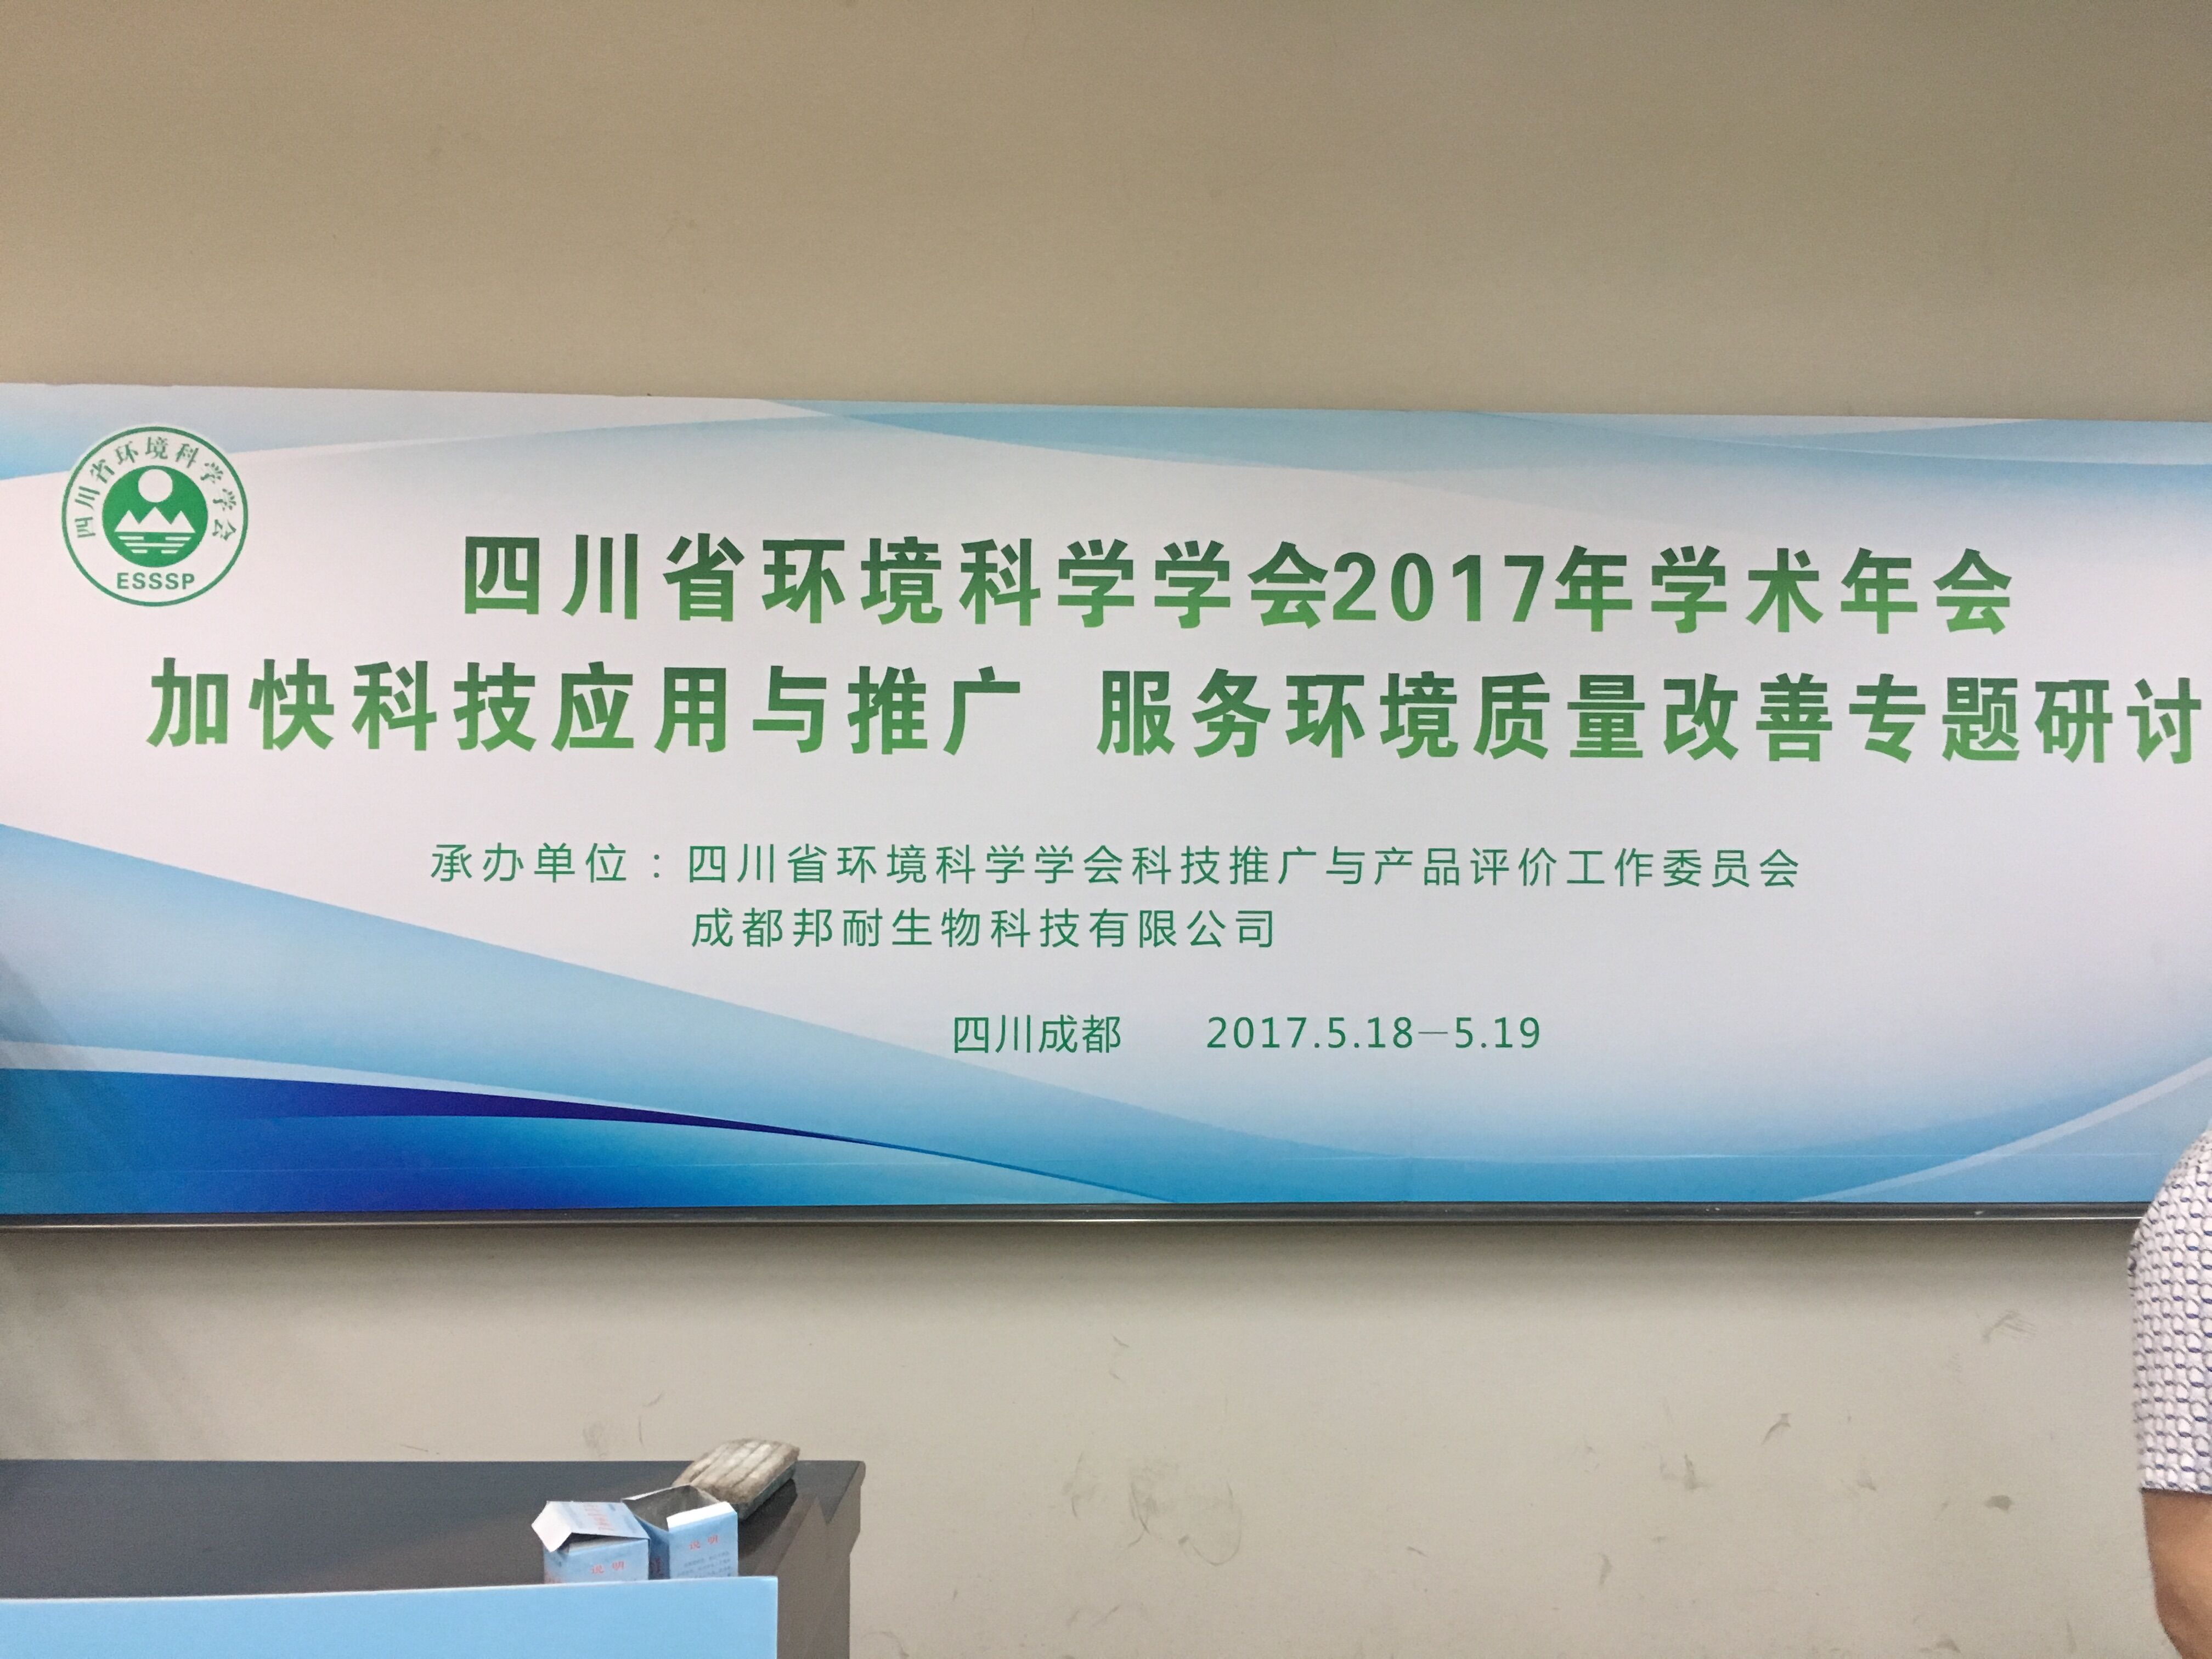 四川省环境科学学会
ESSSP
四川省环境科学学会2017年学术年会
加快科技应用与推广 服务环境质量改善专题研讨
承办单位：四川省环境科学学会科技推广与产品评价工作委员会
成都邦耐生物科技有限公司
四川成都 2017.5.18—5.19
说明
说明